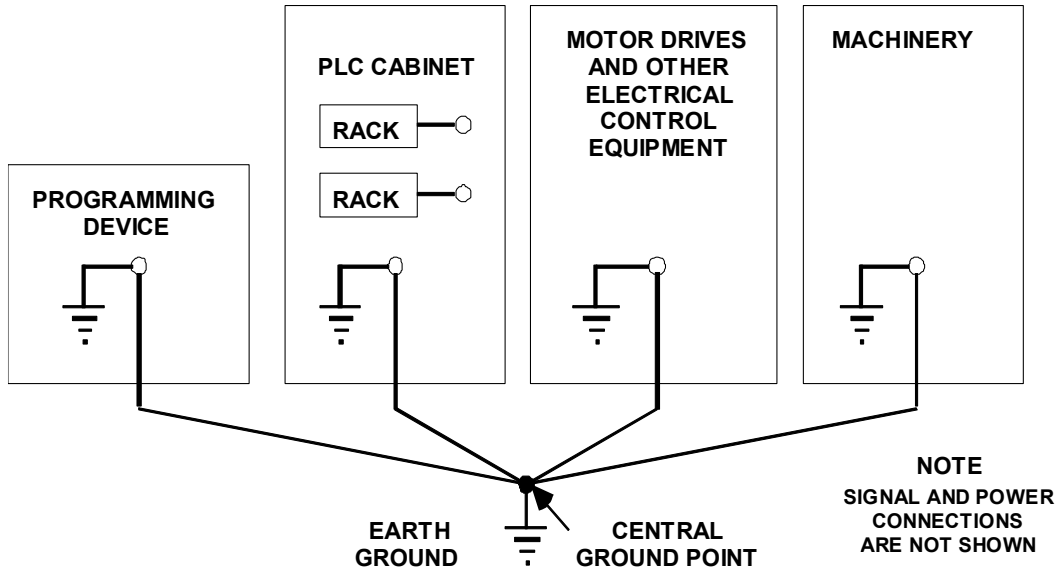 PROGRAMMING
DEVICE
PLC CABINET
RACK
RACK
MOTOR DRIVES
AND OTHER
ELECTRICAL
CONTROL
EQUIPMENT
MACHINERY
EARTH
GROUND
CENTRAL
GROUND POINT
NOTE
SIGNAL AND POWER
CONNECTIONS
ARE NOT SHOWN